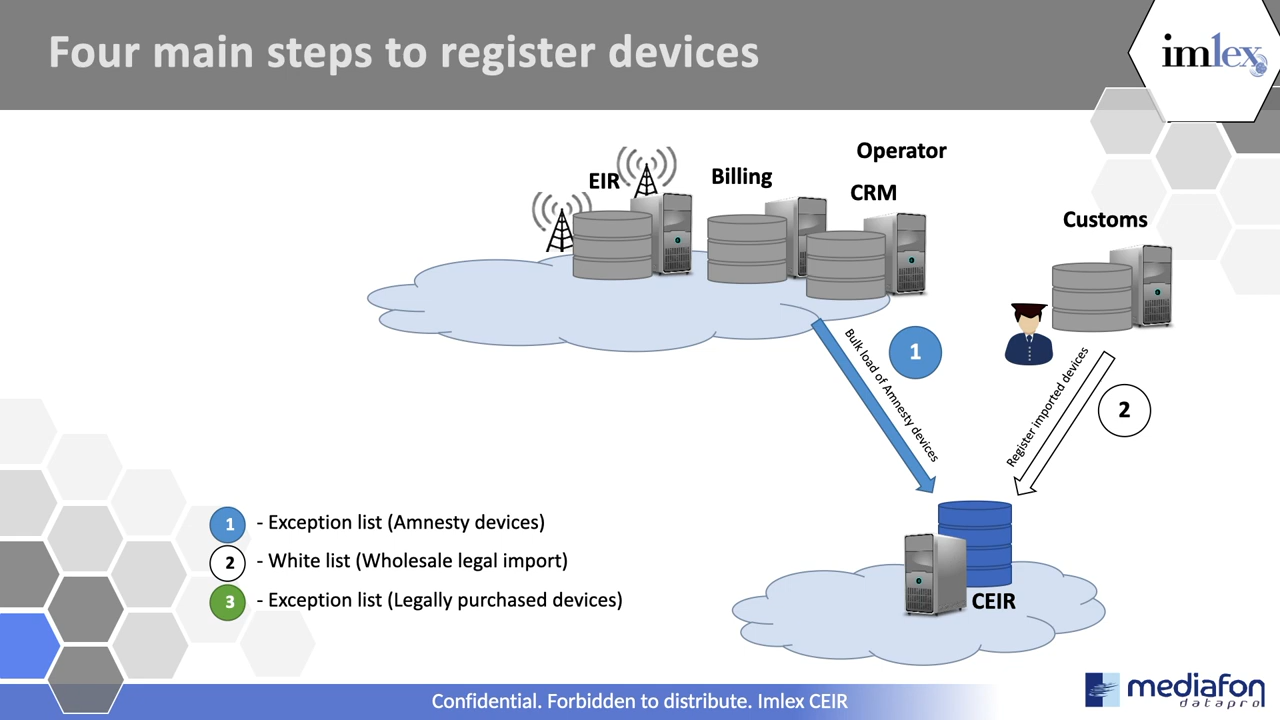 Four main steps to register devices
imlex
Operator
EIR
Billing
CRM
Customs
Bulk load of Amnesty devices
1
Register imported devices
2
1 - Exception list (Amnesty devices)
2 - White list (Wholesale legal import)
3 - Exception list (Legally purchased devices)
CEIR
Confidential. Forbidden to distribute. Imlex CEIR
mediafon
datapro